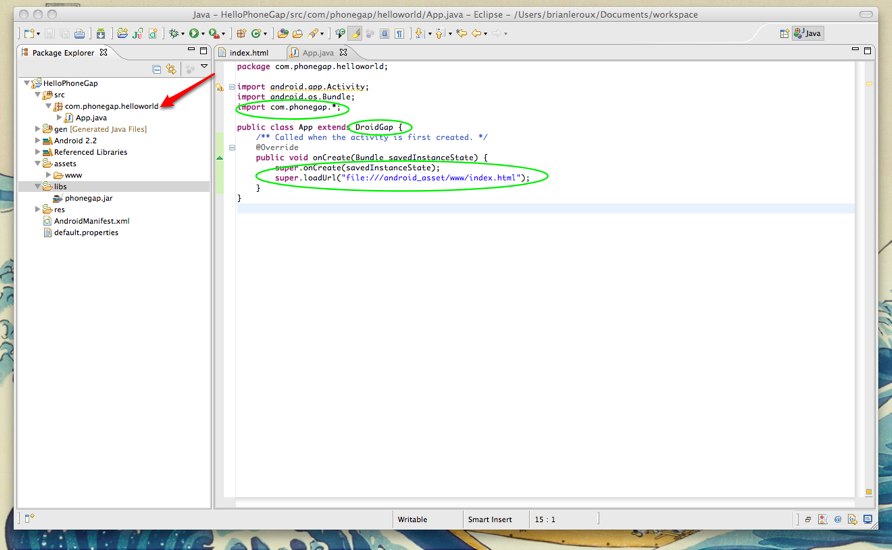 Java – HelloPhoneGap/src/com/phonegap/helloworld/App.java – Eclipse – /Users/brianleroux/Documents/workspace
Java
Package Explorer
HelloPhoneGap
src
com.phonegap.helloworld
App.java
gen [Generated Java Files]
Android 2.2
Referenced Libraries
assets
www
libs
phonegap.jar
res
AndroidManifest.xml
default.properties
index.html
App.java
package com.phonegap.helloworld;
import android.app.Activity;
import android.os.Bundle;
import com.phonegap.*;
public class App extends DroidGap {
/** Called when the activity is first created. */
@Override
public void onCreate(Bundle savedInstanceState) {
super.onCreate(savedInstanceState);
super.loadUrl("file:///android_asset/www/index.html");
}
}
Writable
Smart Insert
15 : 1